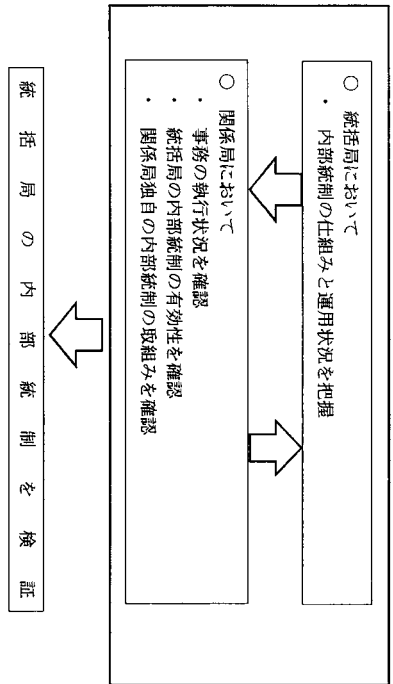 ○ 統括局において
・ 内部統制の仕組みと運用状況を把握
○ 関係局において
・ 事務の執行状況を確認
・ 統括局の内部統制の有効性を確認
・ 関係局独自の内部統制の取組みを確認
統括局の内部統制を検証